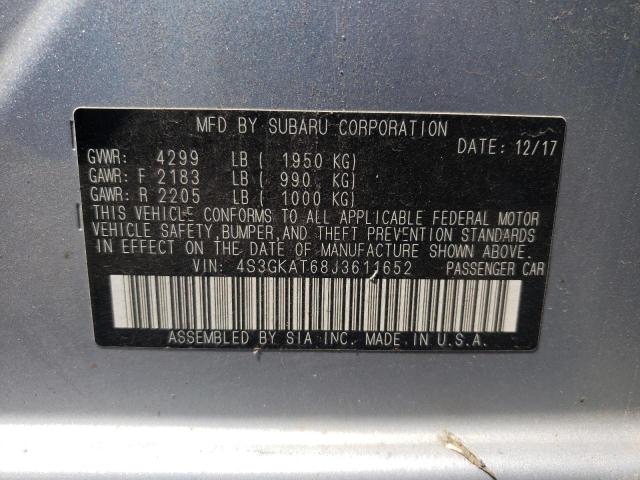 MFD BY SUBARU CORPORATION
DATE: 12/17
GVWR: 4299 LB ( 1950 KG)
GAWR: F 2183 LB ( 990 KG)
GAWR: R 2205 LB ( 1000 KG)
THIS VEHICLE CONFORMS TO ALL APPLICABLE FEDERAL MOTOR
VEHICLE SAFETY, BUMPER, AND THEFT PREVENTION STANDARDS
IN EFFECT ON THE DATE OF MANUFACTURE SHOWN ABOVE.
VIN: 4S3GKAT68J3611652 PASSENGER CAR
ASSEMBLED BY SIA INC. MADE IN U.S.A.